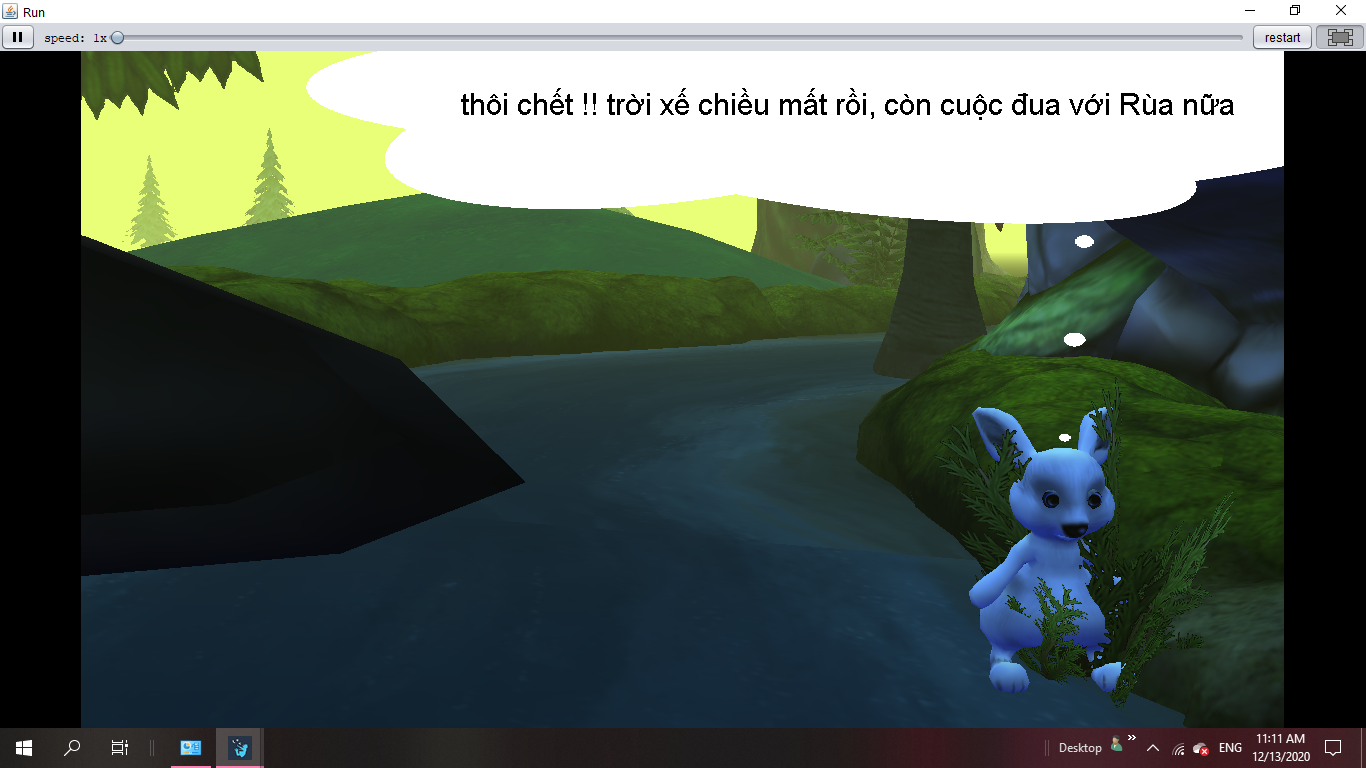 Run
speed: 1x
restart
thôi chết !! trời xế chiều mất rồi, còn cuộc đua với Rùa nữa
Desktop
»
ENG
11:11 AM
12/13/2020